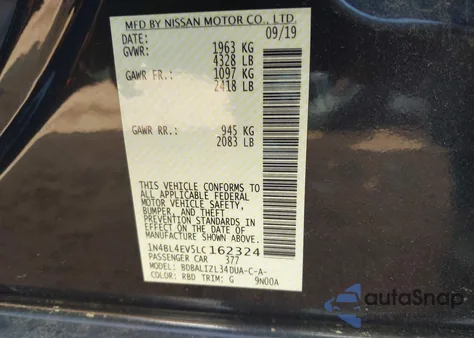 MFD BY NISSAN MOTOR CO., LTD.
DATE: 09/19
GVWR: 1963 KG
4328 LB
GAWR FR.: 1097 KG
2418 LB
GAWR RR.: 945 KG
2083 LB
THIS VEHICLE CONFORMS TO
ALL APPLICABLE FEDERAL
MOTOR VEHICLE SAFETY,
BUMPER, AND THEFT
PREVENTION STANDARDS IN
EFFECT ON THE DATE OF
MANUFACTURE SHOWN ABOVE.
1N4BL4EV5LC162324
PASSENGER CAR 377
MODEL: BDBALIZL34DUA-C-A-
COLOR: RBD TRIM: G 9N00A
autoSnap